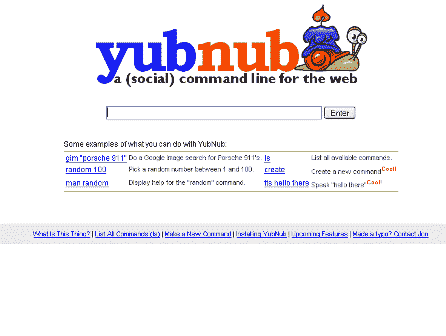 yubnub
a (social) command line for the web
Enter
Some examples of what you can do with YubNub:
gim "porsche 911" Do a Google Image search for Porsche 911's. ls List all available commands.
random 100 Pick a random number between 1 and 100. create Create a new command Cool!
man random Display help for the "random" command. tts hello there Speak "hello there" Cool!
What Is This Thing? | List All Commands (ls) | Make a New Command | Installing YubNub | Upcoming Features | Made a typo? Contact Jon